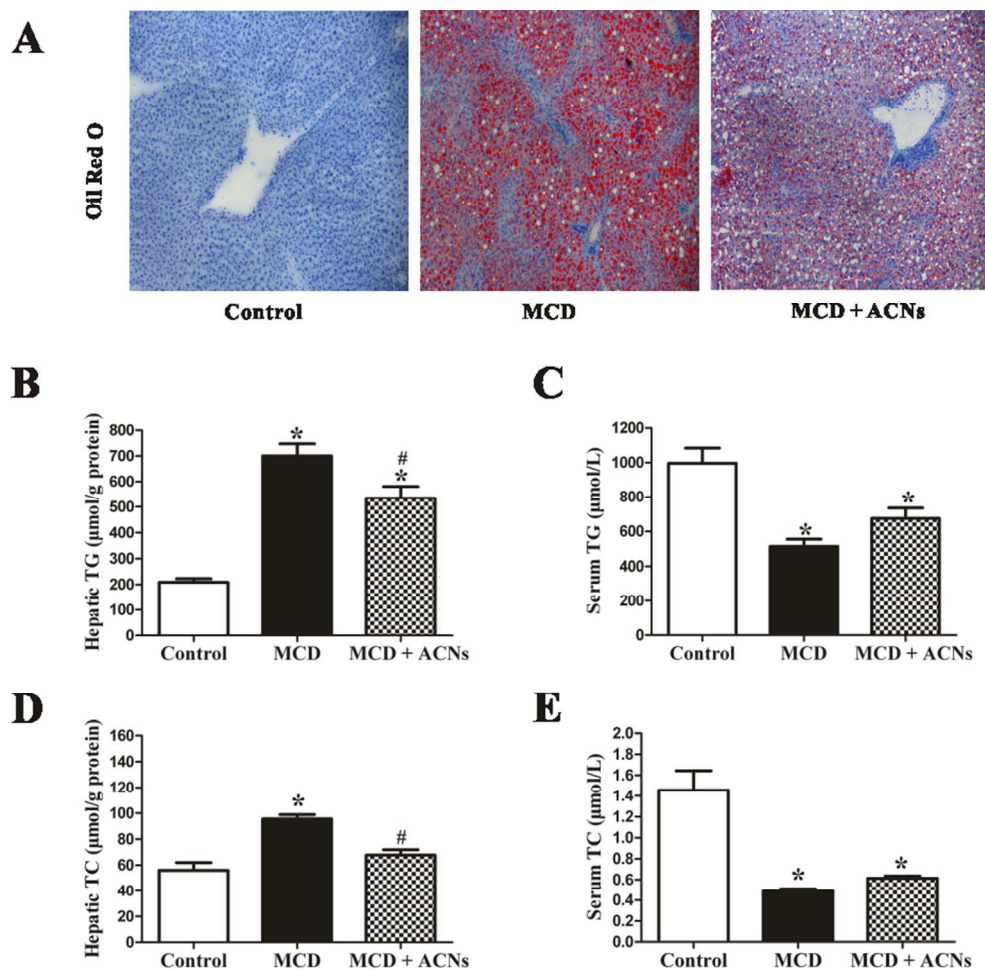 A
Oil Red O
Control
MCD
MCD + ACNs
B
Hepatic TG (µmol/g protein)
800
700
600
500
400
300
200
100
0
*
#
*
Control
MCD
MCD + ACNs
C
Serum TG (µmol/L)
1200
1000
800
600
400
200
0
*
*
Control
MCD
MCD + ACNs
D
Hepatic TC (µmol/g protein)
160
140
120
100
80
60
40
20
0
*
#
Control
MCD
MCD + ACNs
E
Serum TC (µmol/L)
2.0
1.8
1.6
1.4
1.2
1.0
0.8
0.6
0.4
0.2
0.0
*
*
Control
MCD
MCD + ACNs